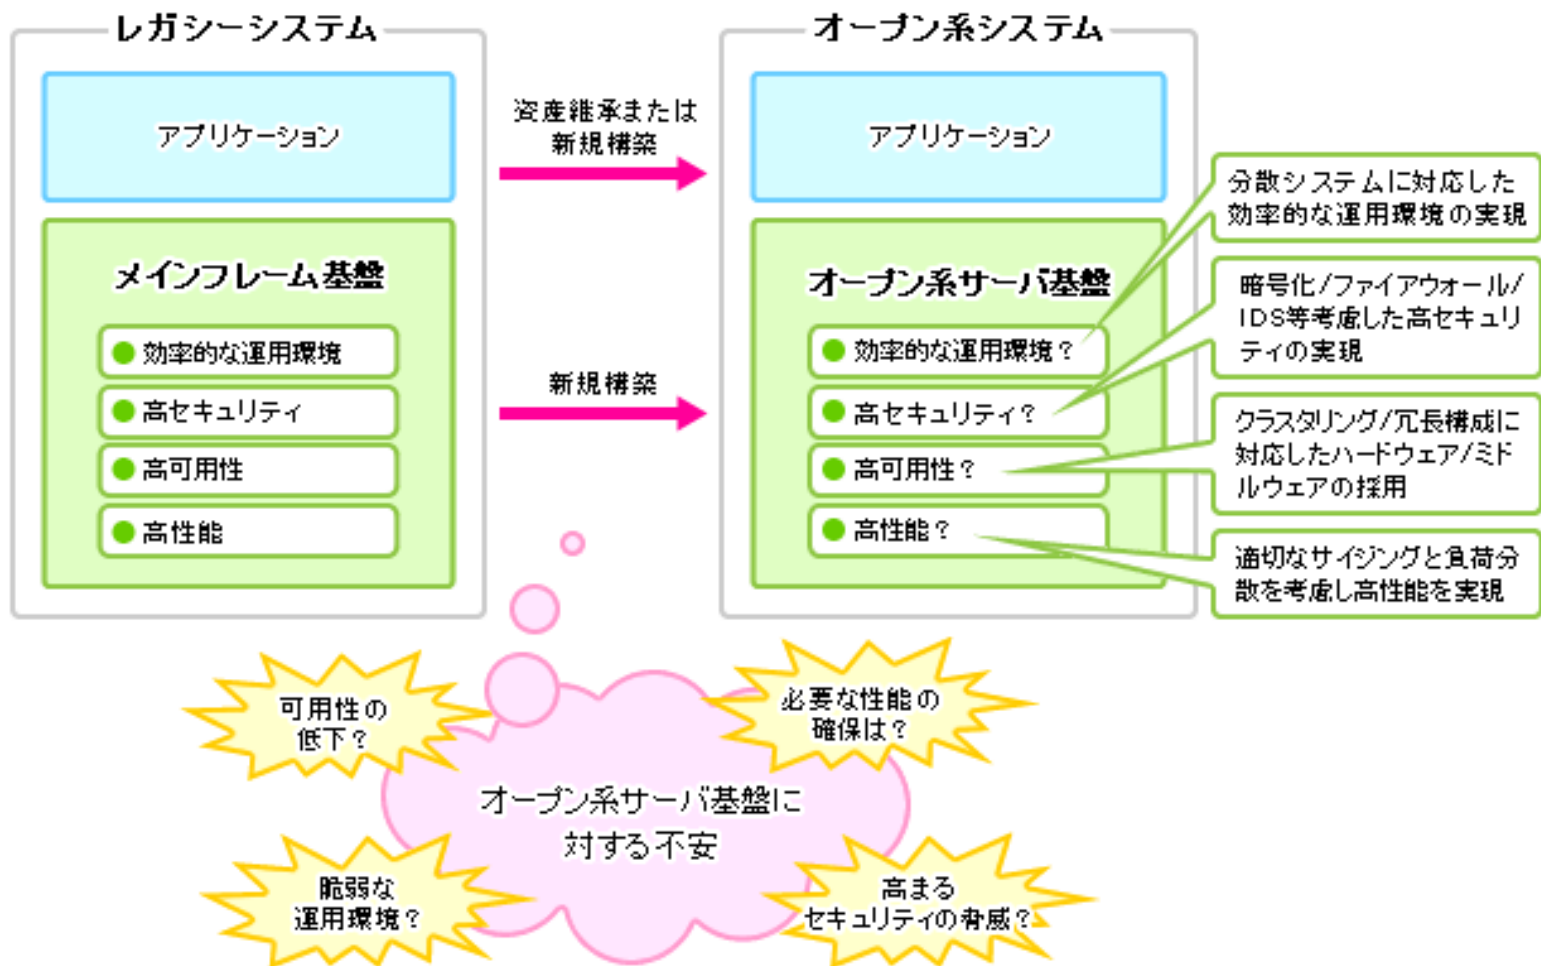 レガシーシステム
アプリケーション
メインフレーム基盤
効率的な運用環境
高セキュリティ
高可用性
高性能
資産継承または
新規構築
新規構築
オープン系システム
アプリケーション
オープン系サーバ基盤
効率的な運用環境？
高セキュリティ？
高可用性？
高性能？
分散システムに対応した
効率的な運用環境の実現
暗号化/ファイアウォール/
IDS等考慮した高セキュリ
ティの実現
クラスタリング/冗長構成に
対応したハードウェア/ミド
ルウェアの採用
適切なサイジングと負荷分
散を考慮し高性能を実現
可用性の
低下？
必要な性能の
確保は？
オープン系サーバ基盤に
対する不安
脆弱な
運用環境？
高まる
セキュリティの脅威？